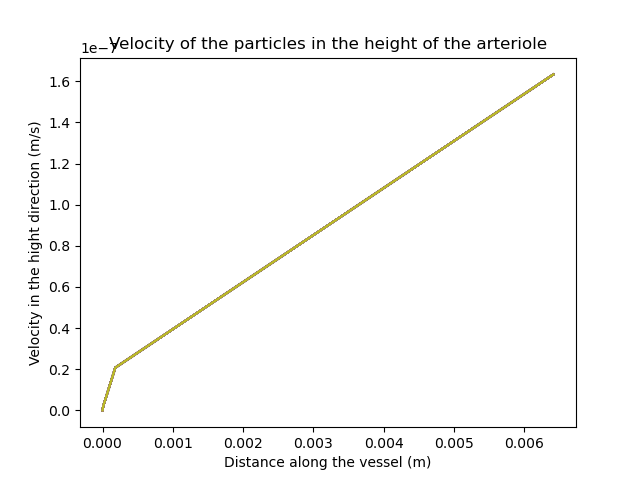 Velocity of the particles in the height of the arteriole
1e−7
1.6
1.4
1.2
1.0
0.8
0.6
0.4
0.2
0.0
Velocity in the hight direction (m/s)
0.000 0.001 0.002 0.003 0.004 0.005 0.006
Distance along the vessel (m)